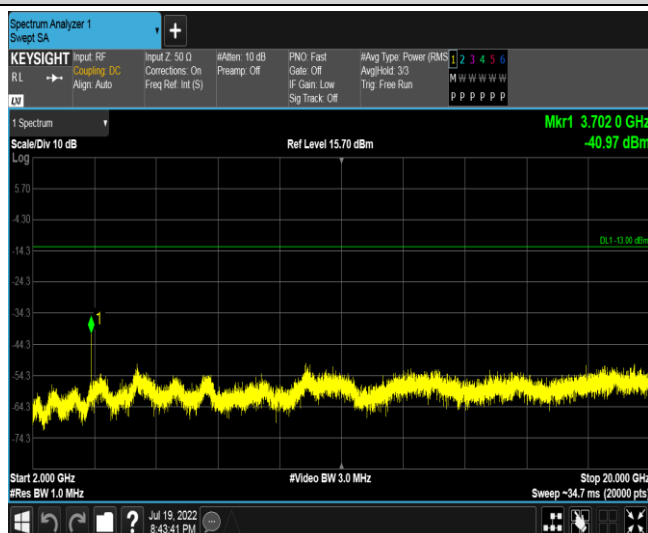 Spectrum Analyzer 1
Swept SA
+
KEYSIGHT Input: RF Input Z: 50 Ω #Atten: 10 dB PNO: Fast #Avg Type: Power (RMS 1 2 3 4 5 6
RL Coupling: DC Corrections: On Preamp: Off Gate: Off Avg|Hold: 3/3 M W W W W W
Align: Auto Freq Ref: Int (S) IF Gain: Low Trig: Free Run
Sig Track: Off P P P P P P
LXI
1 Spectrum
Mkr1 3.702 0 GHz
Scale/Div 10 dB Ref Level 15.70 dBm -40.97 dBm
Log
5.70
-4.30
DL1 -13.00 dBm
-14.3
-24.3
-34.3
1
-44.3
-54.3
-64.3
-74.3
Start 2.000 GHz #Video BW 3.0 MHz Stop 20.000 GHz
#Res BW 1.0 MHz Sweep ~34.7 ms (20000 pts)
? Jul 19, 2022
8:43:41 PM